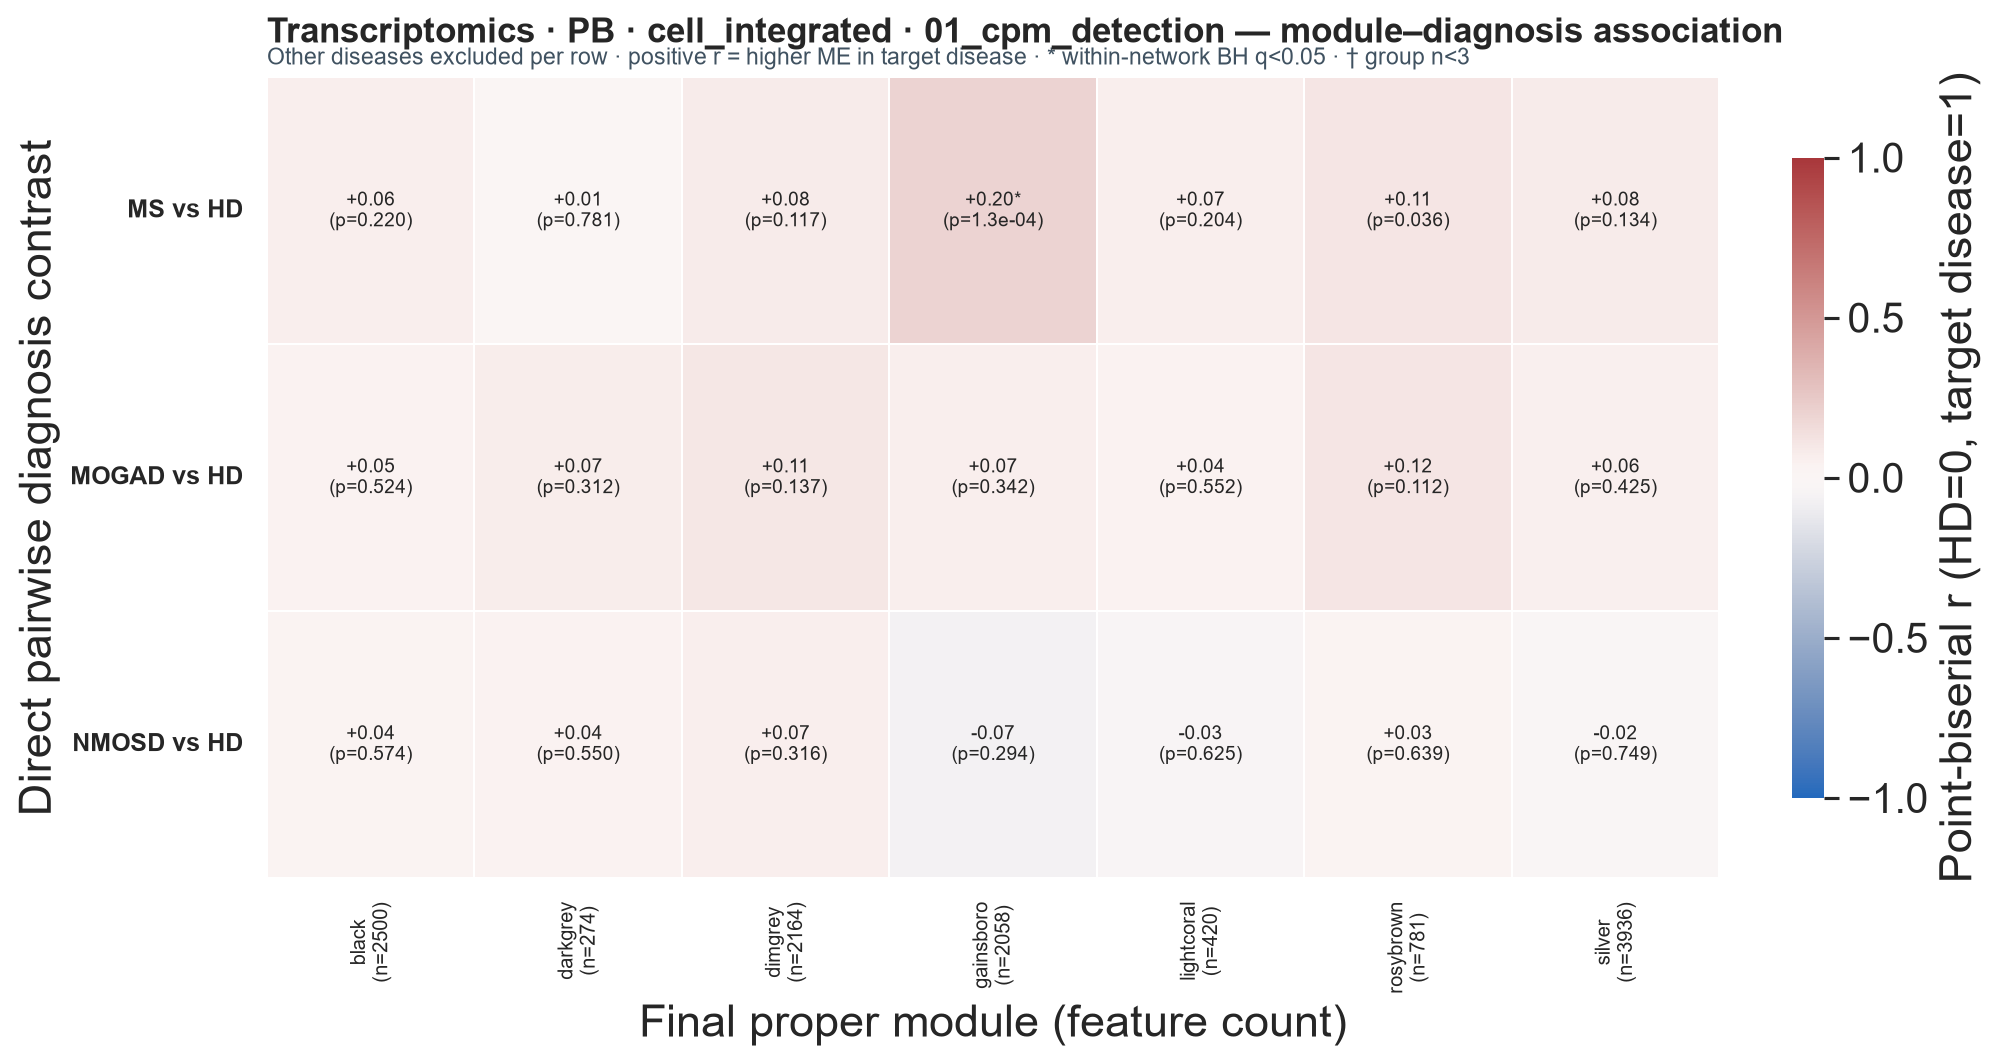 Transcriptomics · PB · cell_integrated · 01_cpm_detection — module–diagnosis association
Other diseases excluded per row · positive r = higher ME in target disease · * within-network BH q<0.05 · † group n<3
Direct pairwise diagnosis contrast
MS vs HD
+0.06
(p=0.220)
+0.01
(p=0.781)
+0.08
(p=0.117)
+0.20*
(p=1.3e-04)
+0.07
(p=0.204)
+0.11
(p=0.036)
+0.08
(p=0.134)
MOGAD vs HD
+0.05
(p=0.524)
+0.07
(p=0.312)
+0.11
(p=0.137)
+0.07
(p=0.342)
+0.04
(p=0.552)
+0.12
(p=0.112)
+0.06
(p=0.425)
NMOSD vs HD
+0.04
(p=0.574)
+0.04
(p=0.550)
+0.07
(p=0.316)
-0.07
(p=0.294)
-0.03
(p=0.625)
+0.03
(p=0.639)
-0.02
(p=0.749)
black
(n=2500)
darkgrey
(n=274)
dimgrey
(n=2164)
gainsboro
(n=2058)
lightcoral
(n=420)
rosybrown
(n=781)
silver
(n=3936)
Final proper module (feature count)
1.0
0.5
0.0
−0.5
−1.0
Point-biserial r (HD=0, target disease=1)